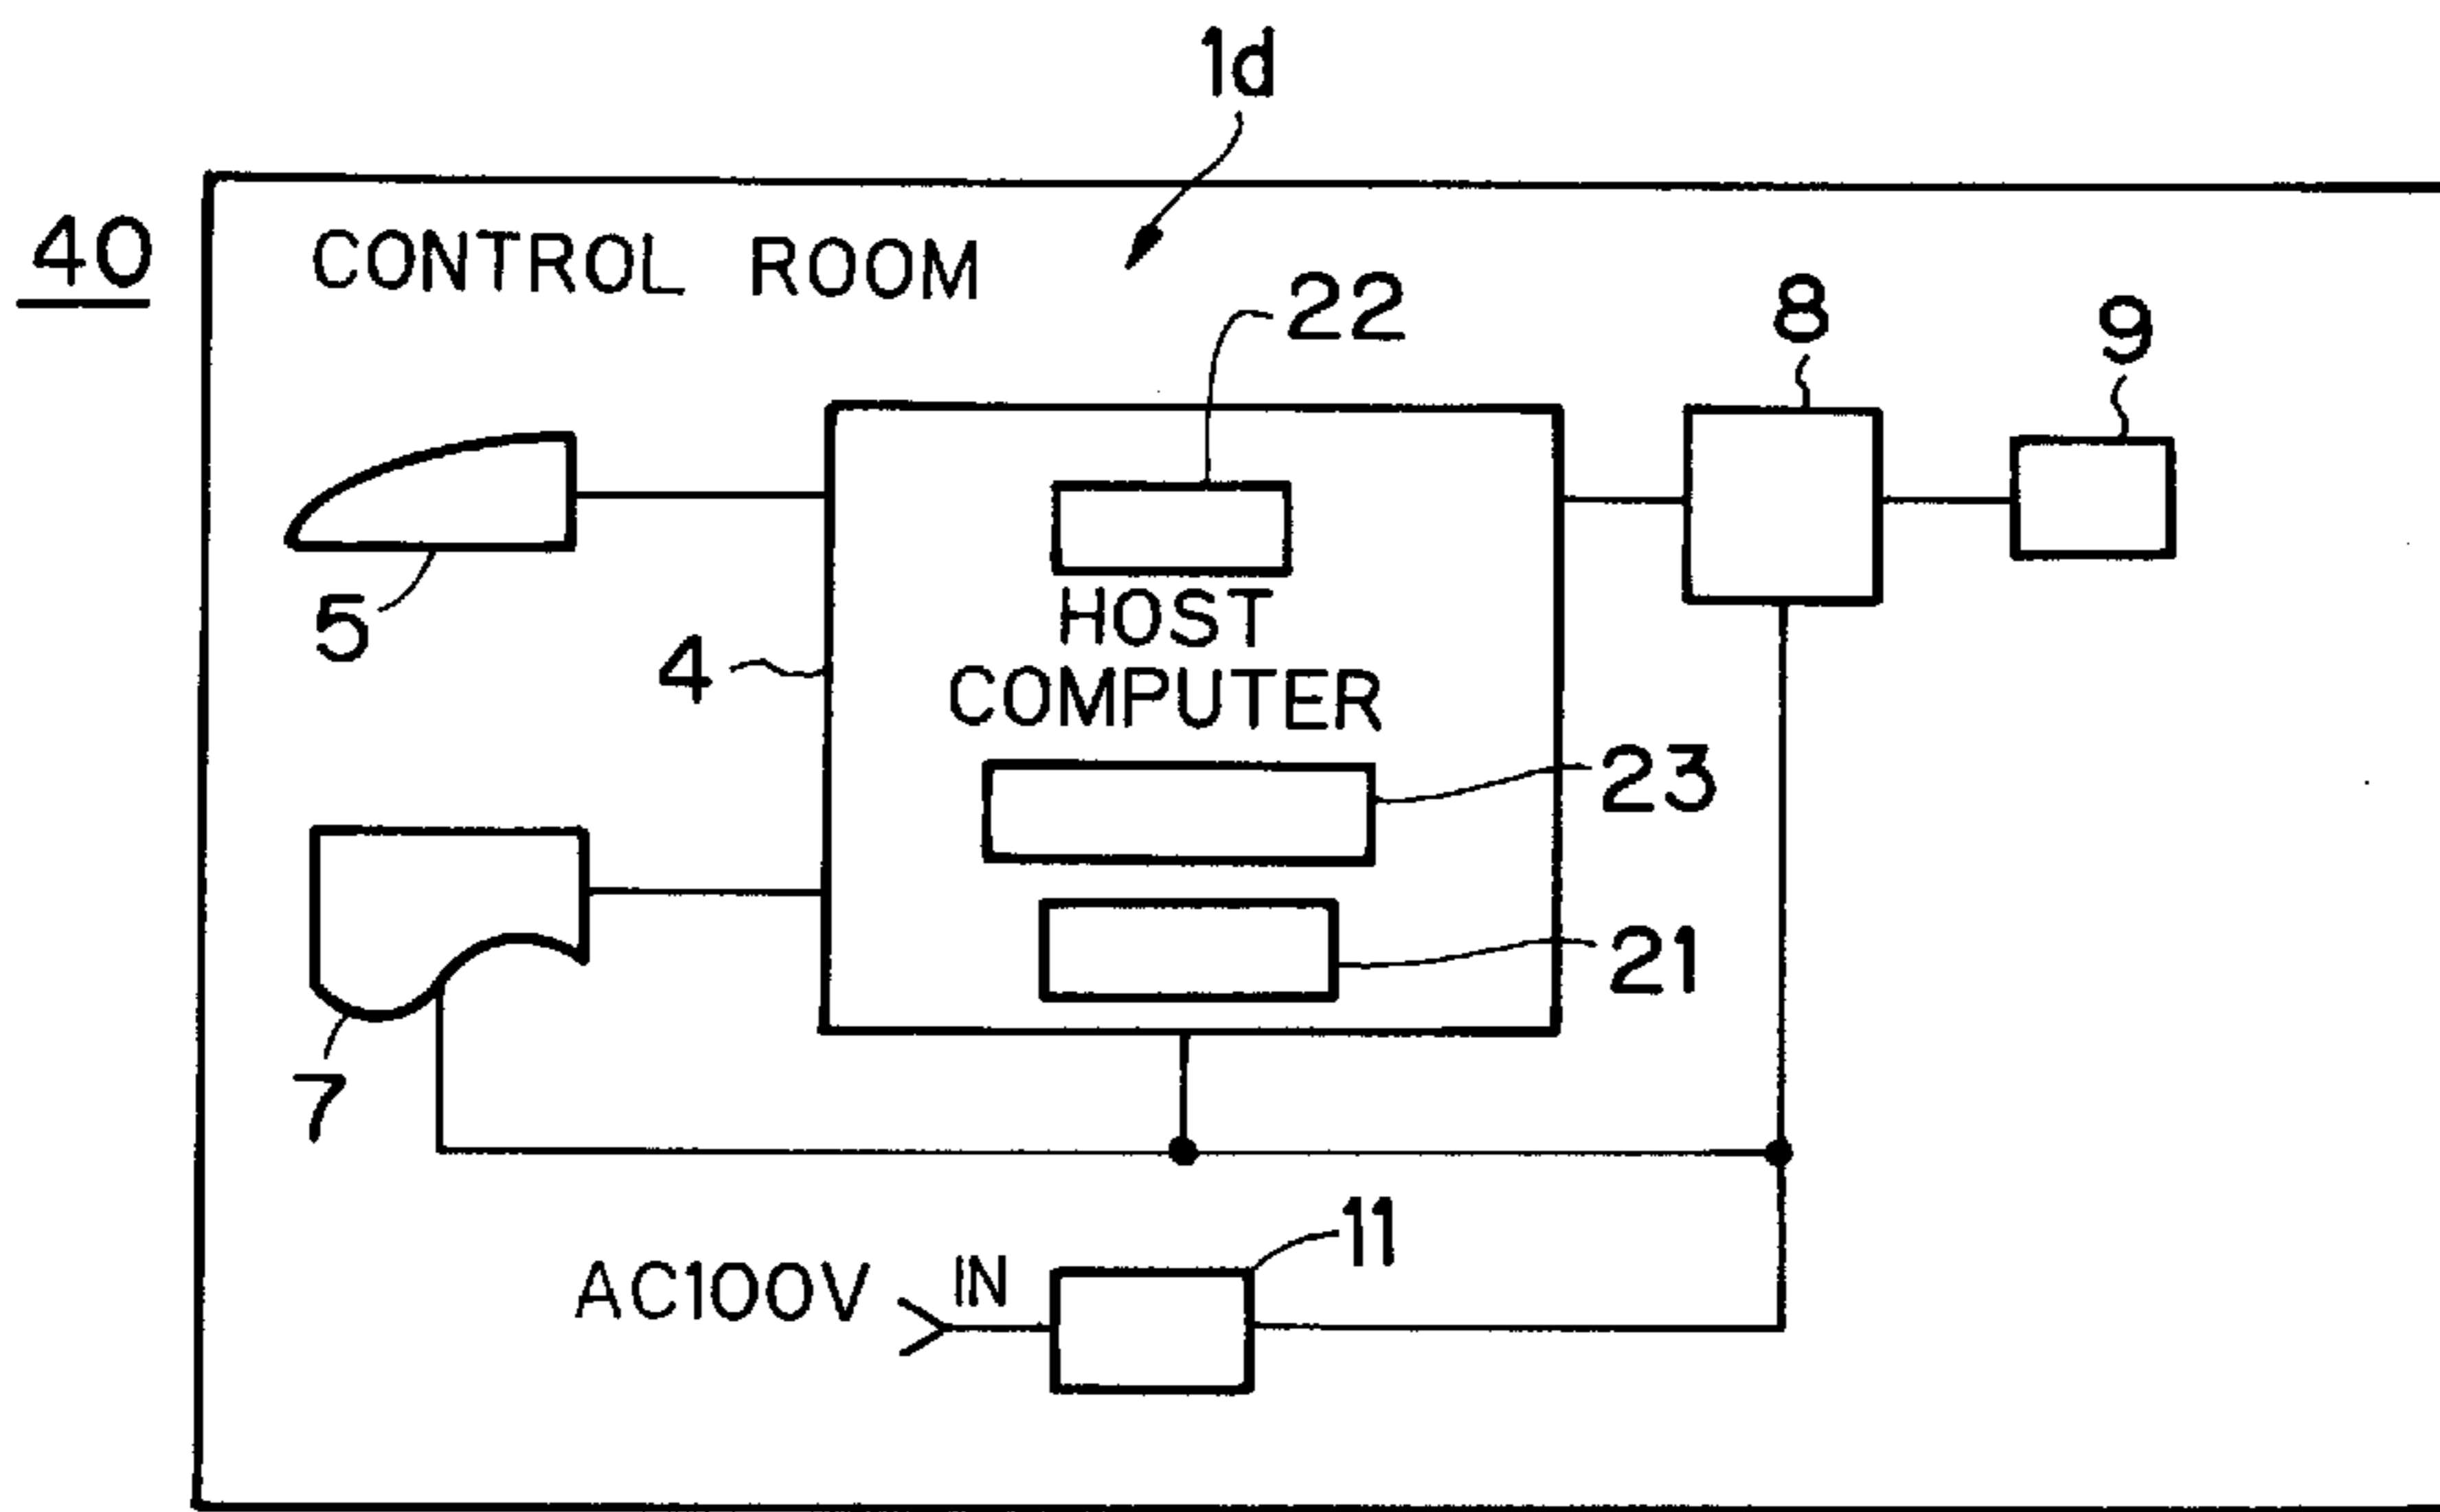 1d
40
CONTROL ROOM
22
8
9
5
HOST
4
COMPUTER
23
21
7
11
AC100V IN